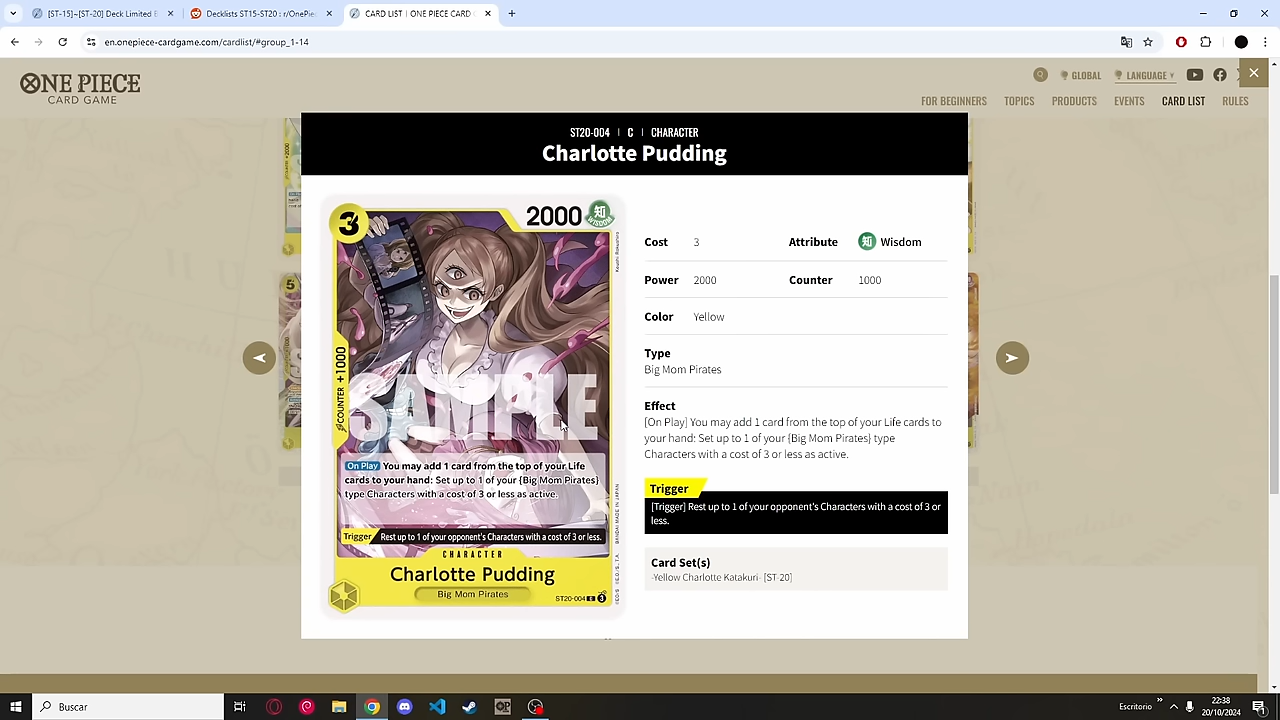 [ST-15]~[ST-20] Deck Limited E
Decklists ST15-ST20 : r/OnePie
CARD LIST | ONE PIECE CARD
en.onepiece-cardgame.com/cardlist/#group_1-14
ONE PIECE
CARD GAME
GLOBAL
LANGUAGE
FOR BEGINNERS
TOPICS
PRODUCTS
EVENTS
CARD LIST
RULES
ST20-004 | C | CHARACTER
Charlotte Pudding
3
2000
知
WISDOM
COUNTER +1000
SAMPLE
On Play You may add 1 card from the top of your Life
cards to your hand: Set up to 1 of your {Big Mom Pirates}
type Characters with a cost of 3 or less as active.
Trigger Rest up to 1 of your opponent's Characters with a cost of 3 or less.
CHARACTER
Charlotte Pudding
Big Mom Pirates
ST20-004 C 3
Cost 3
Attribute 知 Wisdom
Power 2000
Counter 1000
Color Yellow
Type
Big Mom Pirates
Effect
[On Play] You may add 1 card from the top of your Life cards to
your hand: Set up to 1 of your {Big Mom Pirates} type
Characters with a cost of 3 or less as active.
Trigger
[Trigger] Rest up to 1 of your opponent's Characters with a cost of 3 or
less.
Card Set(s)
-Yellow Charlotte Katakuri- [ST-20]
5
Buscar
OP
Escritorio
22:38
20/10/2024